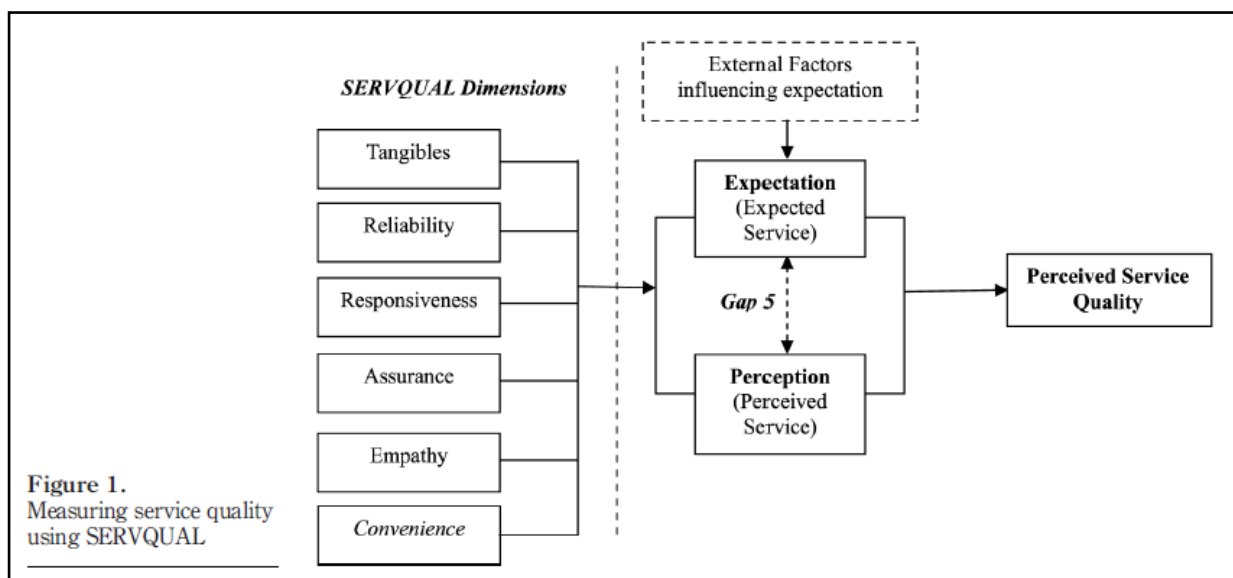 SERVQUAL Dimensions
Tangibles
Reliability
Responsiveness
Assurance
Empathy
Convenience
External Factors
influencing expectation
Expectation
(Expected
Service)
Gap 5
Perception
(Perceived
Service)
Perceived Service
Quality
Figure 1.
Measuring service quality
using SERVQUAL